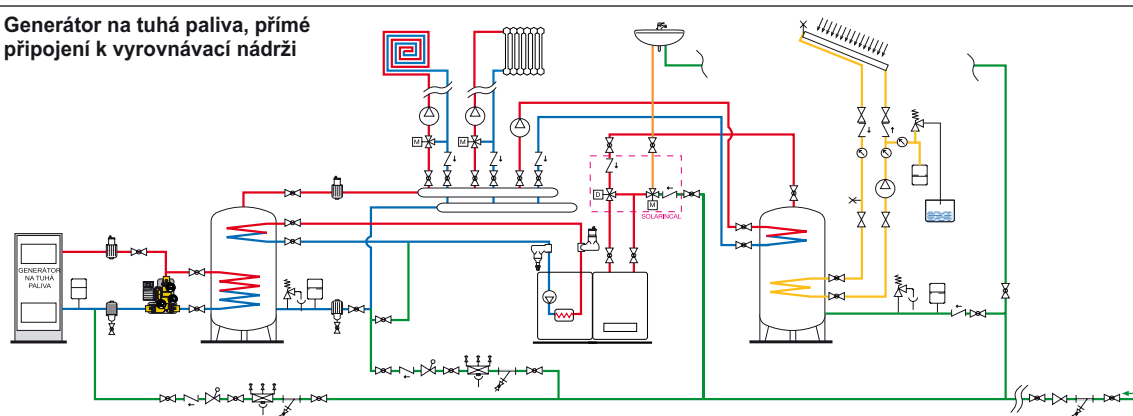 Generátor na tuhá paliva, přímé
připojení k vyrovnávací nádrži
M
M
D
M
SOLARINCAL
GENERÁTOR
NA TUHÁ
PALIVA